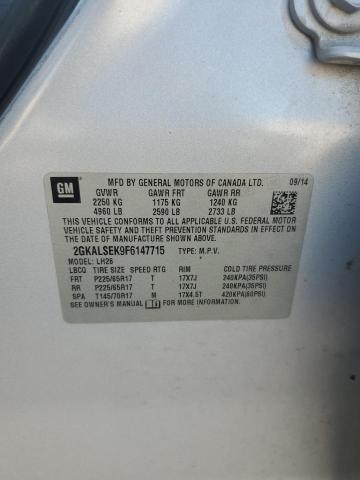 GM
MFD BY GENERAL MOTORS OF CANADA LTD. 09/14
GVWR GAWR FRT GAWR RR
2250 KG 1175 KG 1240 KG
4960 LB 2590 LB 2733 LB
THIS VEHICLE CONFORMS TO ALL APPLICABLE U.S. FEDERAL MOTOR
VEHICLE SAFETY AND THEFT PREVENTION STANDARDS IN EFFECT
ON THE DATE OF MANUFACTURE SHOWN ABOVE.
2GKALSEK9F6147715 TYPE: M.P.V.
MODEL: LH26
LBCQ TIRE SIZE SPEED RTG RIM COLD TIRE PRESSURE
FRT P225/65R17 T 17X7J 240KPA(35PSI)
RR P225/65R17 T 17X7J 240KPA(35PSI)
SPA T145/70R17 M 17X4.5T 420KPA(60PSI)
SEE OWNER'S MANUAL FOR ADDITIONAL INFORMATION